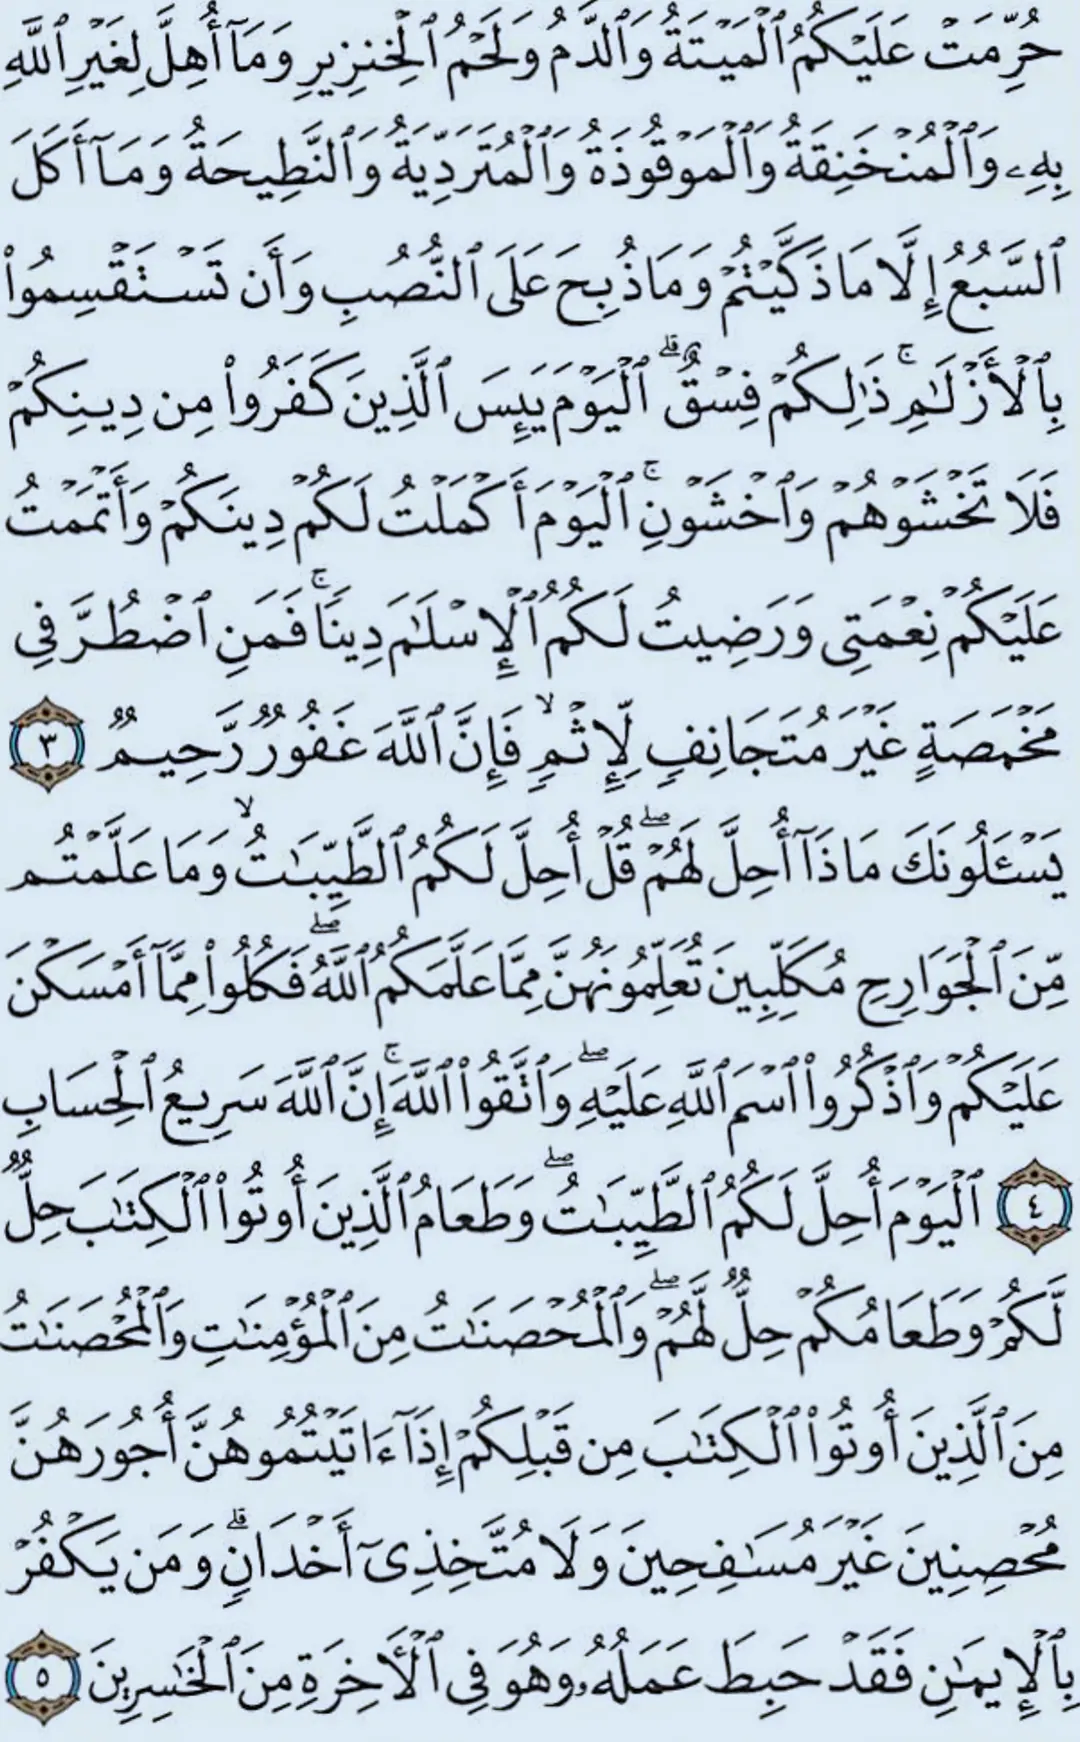 حُرِّمَتْ عَلَيْكُمُ ٱلْمَيْتَةُ وَٱلدَّمُ وَلَحْمُ ٱلْخِنزِيرِ وَمَآ أُهِلَّ لِغَيْرِ ٱللَّهِ
بِهِۦ وَٱلْمُنْخَنِقَةُ وَٱلْمَوْقُوذَةُ وَٱلْمُتَرَدِّيَةُ وَٱلنَّطِيحَةُ وَمَآ أَكَلَ
ٱلسَّبُعُ إِلَّا مَا ذَكَّيْتُمْ وَمَا ذُبِحَ عَلَى ٱلنُّصُبِ وَأَن تَسْتَقْسِمُوا۟
بِٱلْأَزْلَـٰمِ ۚ ذَٰلِكُمْ فِسْقٌ ۗ ٱلْيَوْمَ يَئِسَ ٱلَّذِينَ كَفَرُوا۟ مِن دِينِكُمْ
فَلَا تَخْشَوْهُمْ وَٱخْشَوْنِ ۚ ٱلْيَوْمَ أَكْمَلْتُ لَكُمْ دِينَكُمْ وَأَتْمَمْتُ
عَلَيْكُمْ نِعْمَتِى وَرَضِيتُ لَكُمُ ٱلْإِسْلَـٰمَ دِينًا ۚ فَمَنِ ٱضْطُرَّ فِى
مَخْمَصَةٍ غَيْرَ مُتَجَانِفٍ لِّإِثْمٍ ۙ فَإِنَّ ٱللَّهَ غَفُورٌ رَّحِيمٌ ٣
يَسْـَٔلُونَكَ مَاذَآ أُحِلَّ لَهُمْ ۖ قُلْ أُحِلَّ لَكُمُ ٱلطَّيِّبَـٰتُ ۙ وَمَا عَلَّمْتُم
مِّنَ ٱلْجَوَارِحِ مُكَلِّبِينَ تُعَلِّمُونَهُنَّ مِمَّا عَلَّمَكُمُ ٱللَّهُ ۖ فَكُلُوا۟ مِمَّآ أَمْسَكْنَ
عَلَيْكُمْ وَٱذْكُرُوا۟ ٱسْمَ ٱللَّهِ عَلَيْهِ ۖ وَٱتَّقُوا۟ ٱللَّهَ ۚ إِنَّ ٱللَّهَ سَرِيعُ ٱلْحِسَابِ
٤ ٱلْيَوْمَ أُحِلَّ لَكُمُ ٱلطَّيِّبَـٰتُ ۖ وَطَعَامُ ٱلَّذِينَ أُوتُوا۟ ٱلْكِتَـٰبَ حِلٌّ
لَّكُمْ وَطَعَامُكُمْ حِلٌّ لَّهُمْ ۖ وَٱلْمُحْصَنَـٰتُ مِنَ ٱلْمُؤْمِنَـٰتِ وَٱلْمُحْصَنَـٰتُ
مِنَ ٱلَّذِينَ أُوتُوا۟ ٱلْكِتَـٰبَ مِن قَبْلِكُمْ إِذَآ ءَاتَيْتُمُوهُنَّ أُجُورَهُنَّ
مُحْصِنِينَ غَيْرَ مُسَـٰفِحِينَ وَلَا مُتَّخِذِىٓ أَخْدَانٍ ۗ وَمَن يَكْفُرْ
بِٱلْإِيمَـٰنِ فَقَدْ حَبِطَ عَمَلُهُۥ وَهُوَ فِى ٱلْـَٔاخِرَةِ مِنَ ٱلْخَـٰسِرِينَ ٥